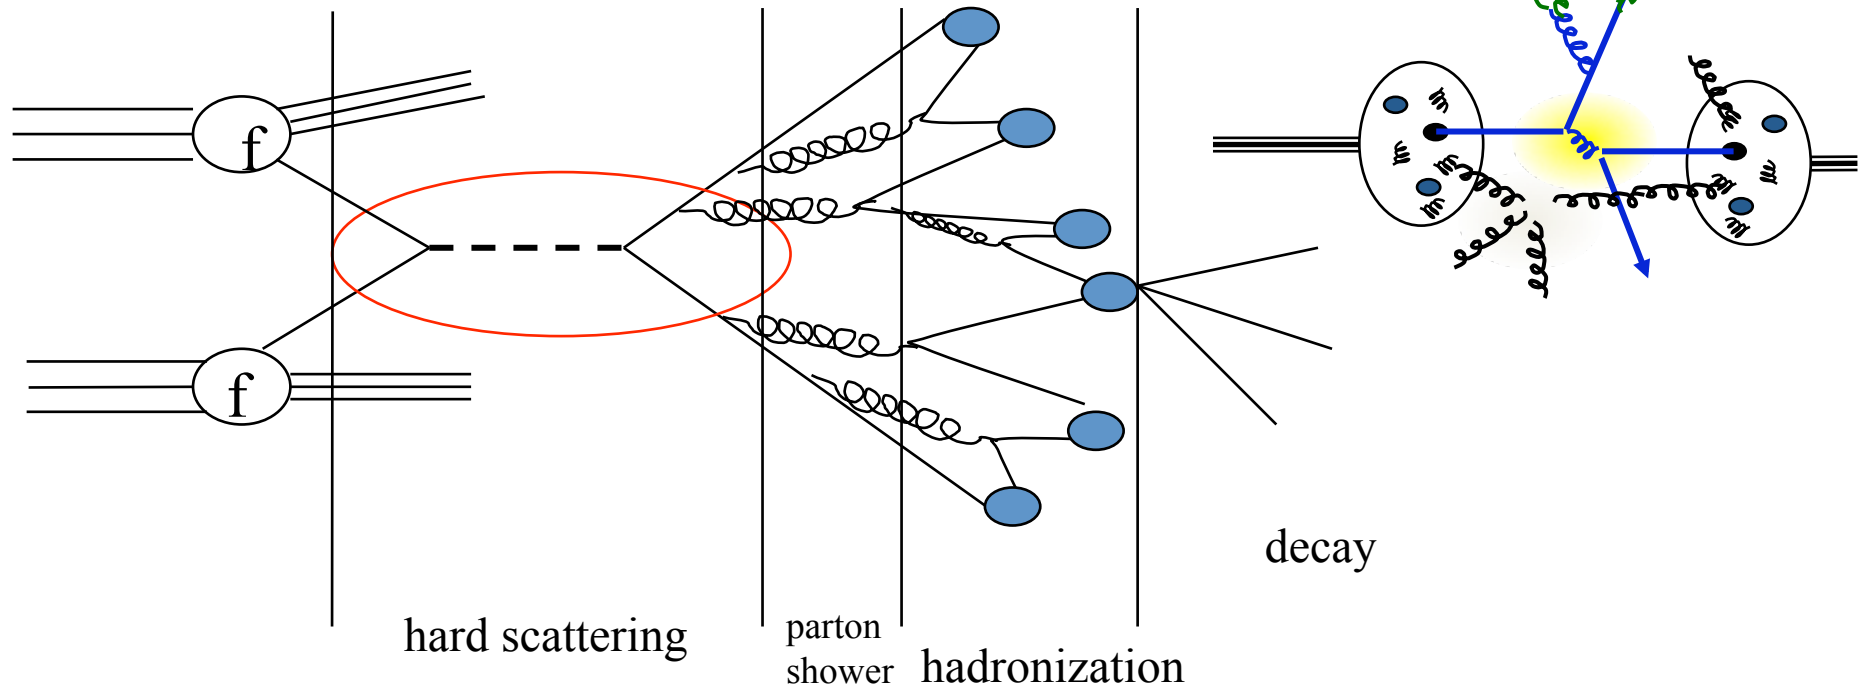 f
f
hard scattering
parton
shower
hadronization
decay